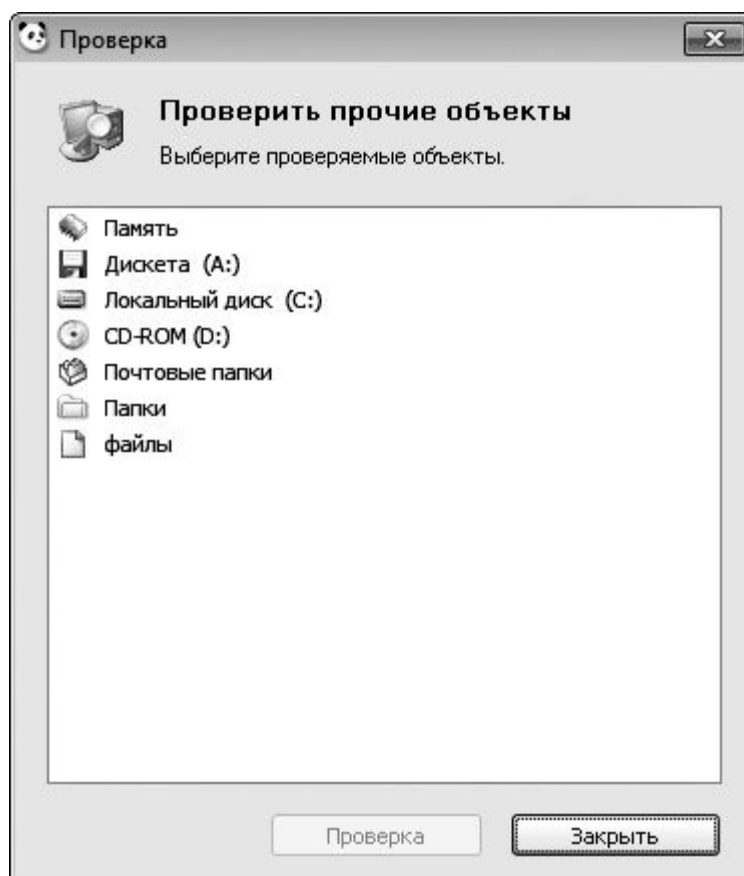 Проверка
Проверить прочие объекты
Выберите проверяемые объекты.
Память
Дискета (A:)
Локальный диск (C:)
CD-ROM (D:)
Почтовые папки
Папки
файлы
Проверка
Закрыть